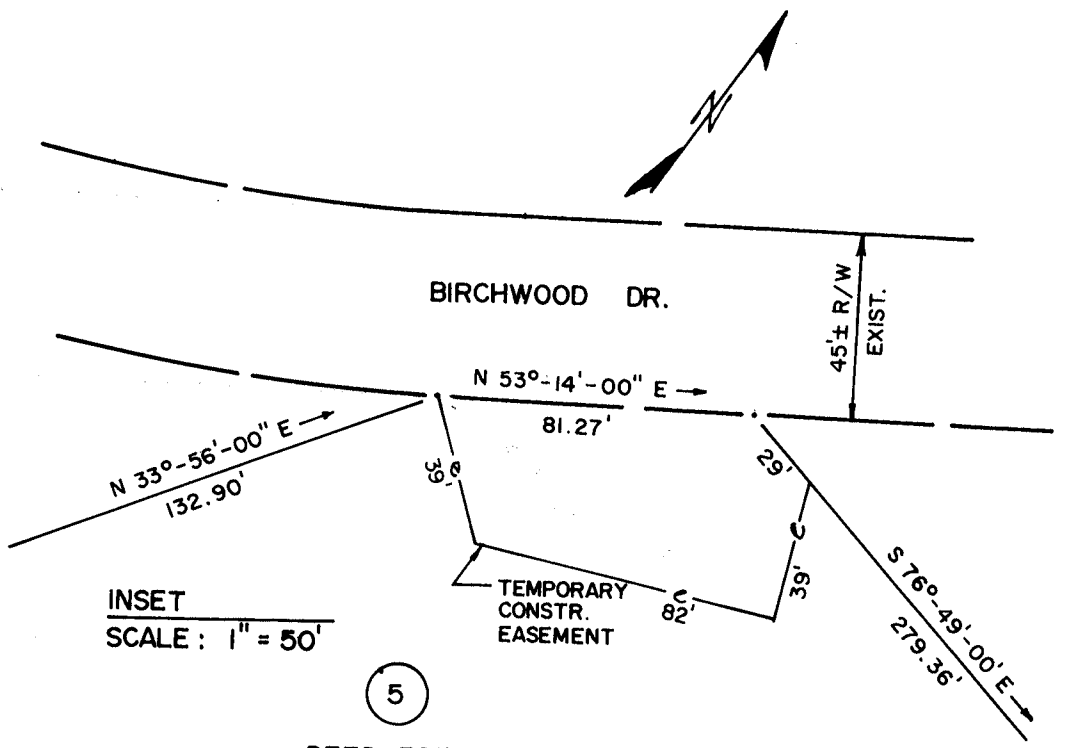 N
BIRCHWOOD DR.
45'± R/W
EXIST.
N 53°-14'-00" E
81.27'
N 33°-56'-00" E
132.90'
39'
e
29'
e
39'
e
82'
TEMPORARY
CONSTR.
EASEMENT
S 76°-49'-00' E
279.36'
INSET
SCALE: 1" = 50'
5